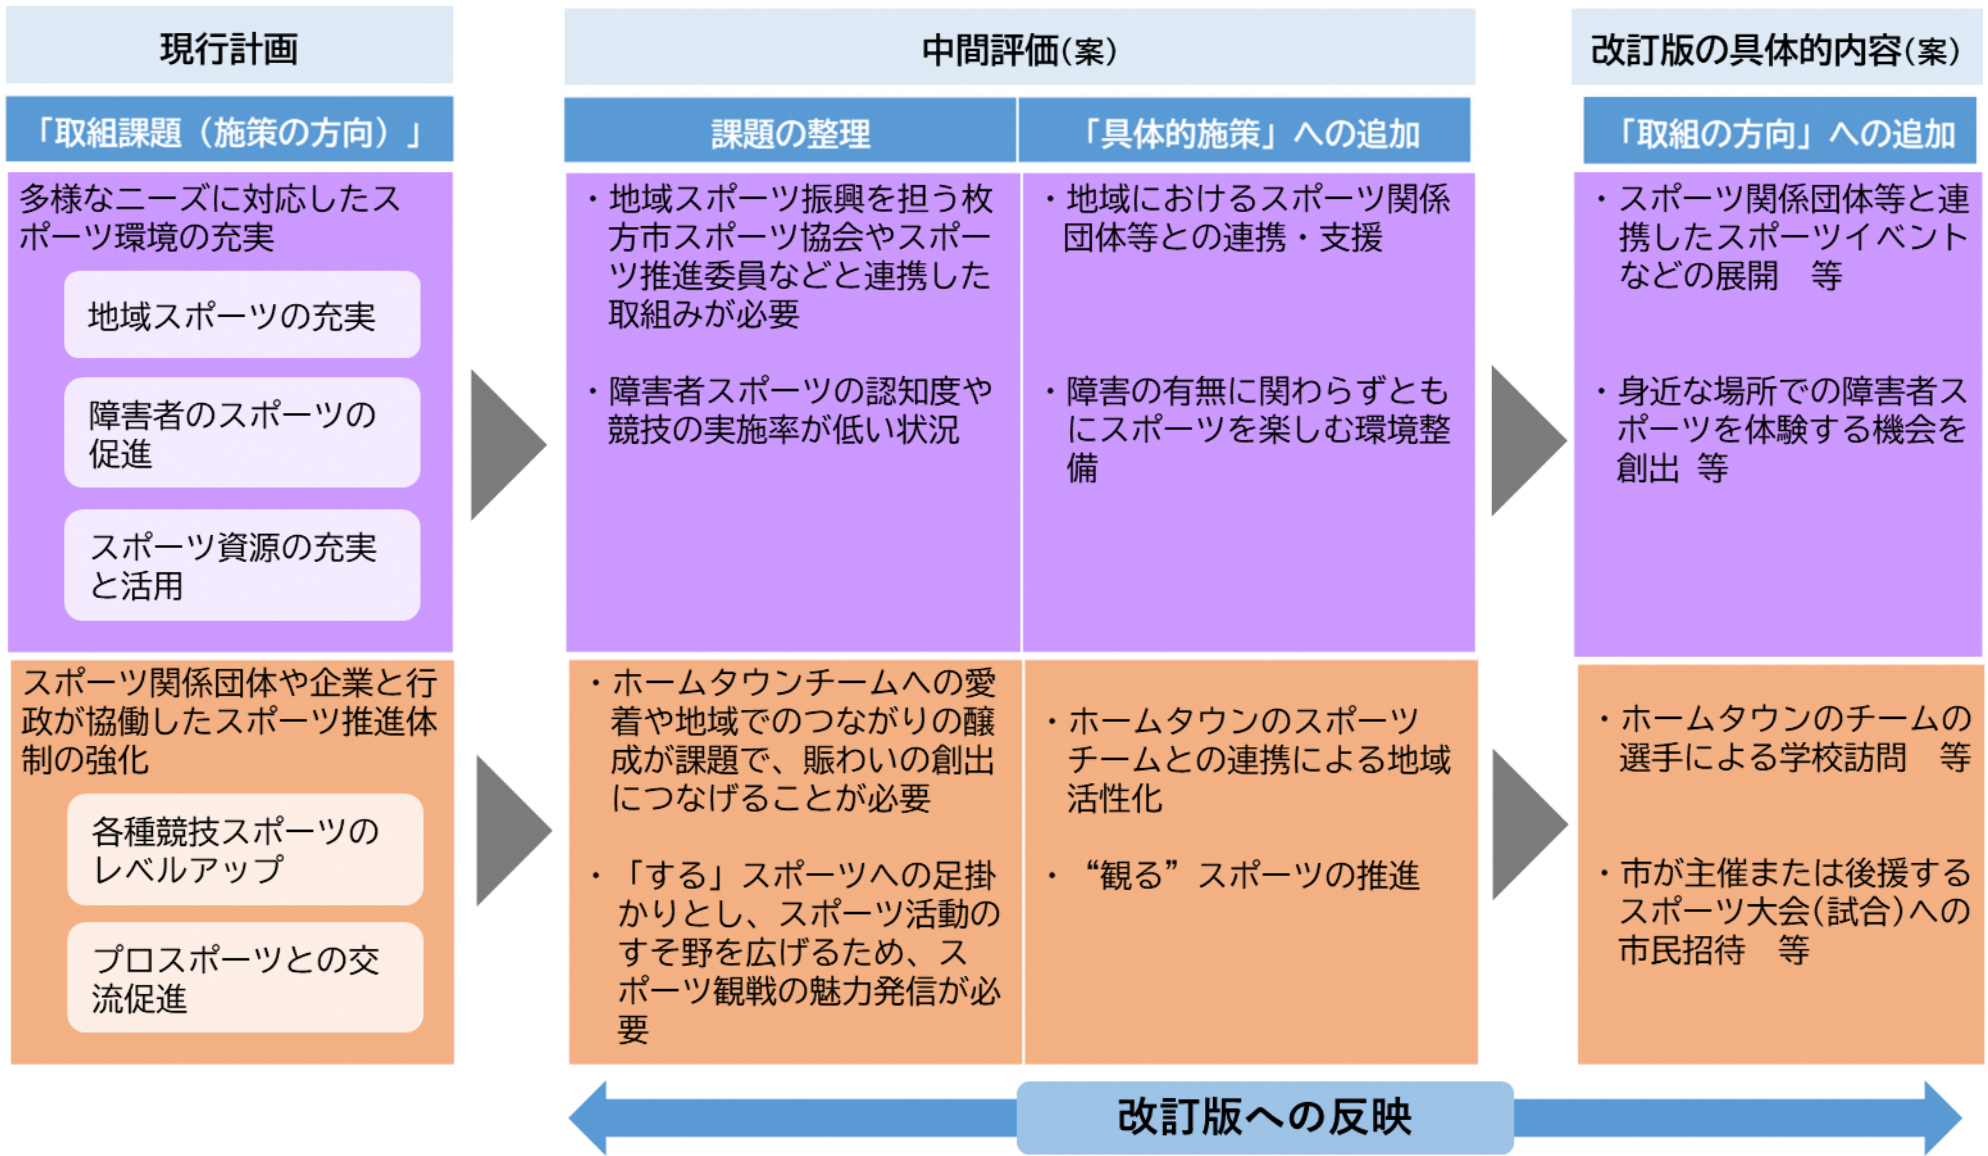 現行計画
中間評価(案)
改訂版の具体的内容(案)
「取組課題（施策の方向）」
課題の整理
「具体的施策」への追加
「取組の方向」への追加
多様なニーズに対応したス
ポーツ環境の充実
地域スポーツの充実
障害者のスポーツの
促進
スポーツ資源の充実
と活用
・地域スポーツ振興を担う枚
方市スポーツ協会やスポー
ツ推進委員などと連携した
取組みが必要
・障害者スポーツの認知度や
競技の実施率が低い状況
・地域におけるスポーツ関係
団体等との連携・支援
・障害の有無に関わらずとも
にスポーツを楽しむ環境整
備
・スポーツ関係団体等と連
携したスポーツイベント
などの展開　等
・身近な場所での障害者ス
ポーツを体験する機会を
創出 等
スポーツ関係団体や企業と行
政が協働したスポーツ推進体
制の強化
各種競技スポーツの
レベルアップ
プロスポーツとの交
流促進
・ホームタウンチームへの愛
着や地域でのつながりの醸
成が課題で、賑わいの創出
につなげることが必要
・「する」スポーツへの足掛
かりとし、スポーツ活動の
すそ野を広げるため、ス
ポーツ観戦の魅力発信が必
要
・ホームタウンのスポーツ
チームとの連携による地域
活性化
・“観る”スポーツの推進
・ホームタウンのチームの
選手による学校訪問　等
・市が主催または後援する
スポーツ大会(試合)への
市民招待　等
改訂版への反映